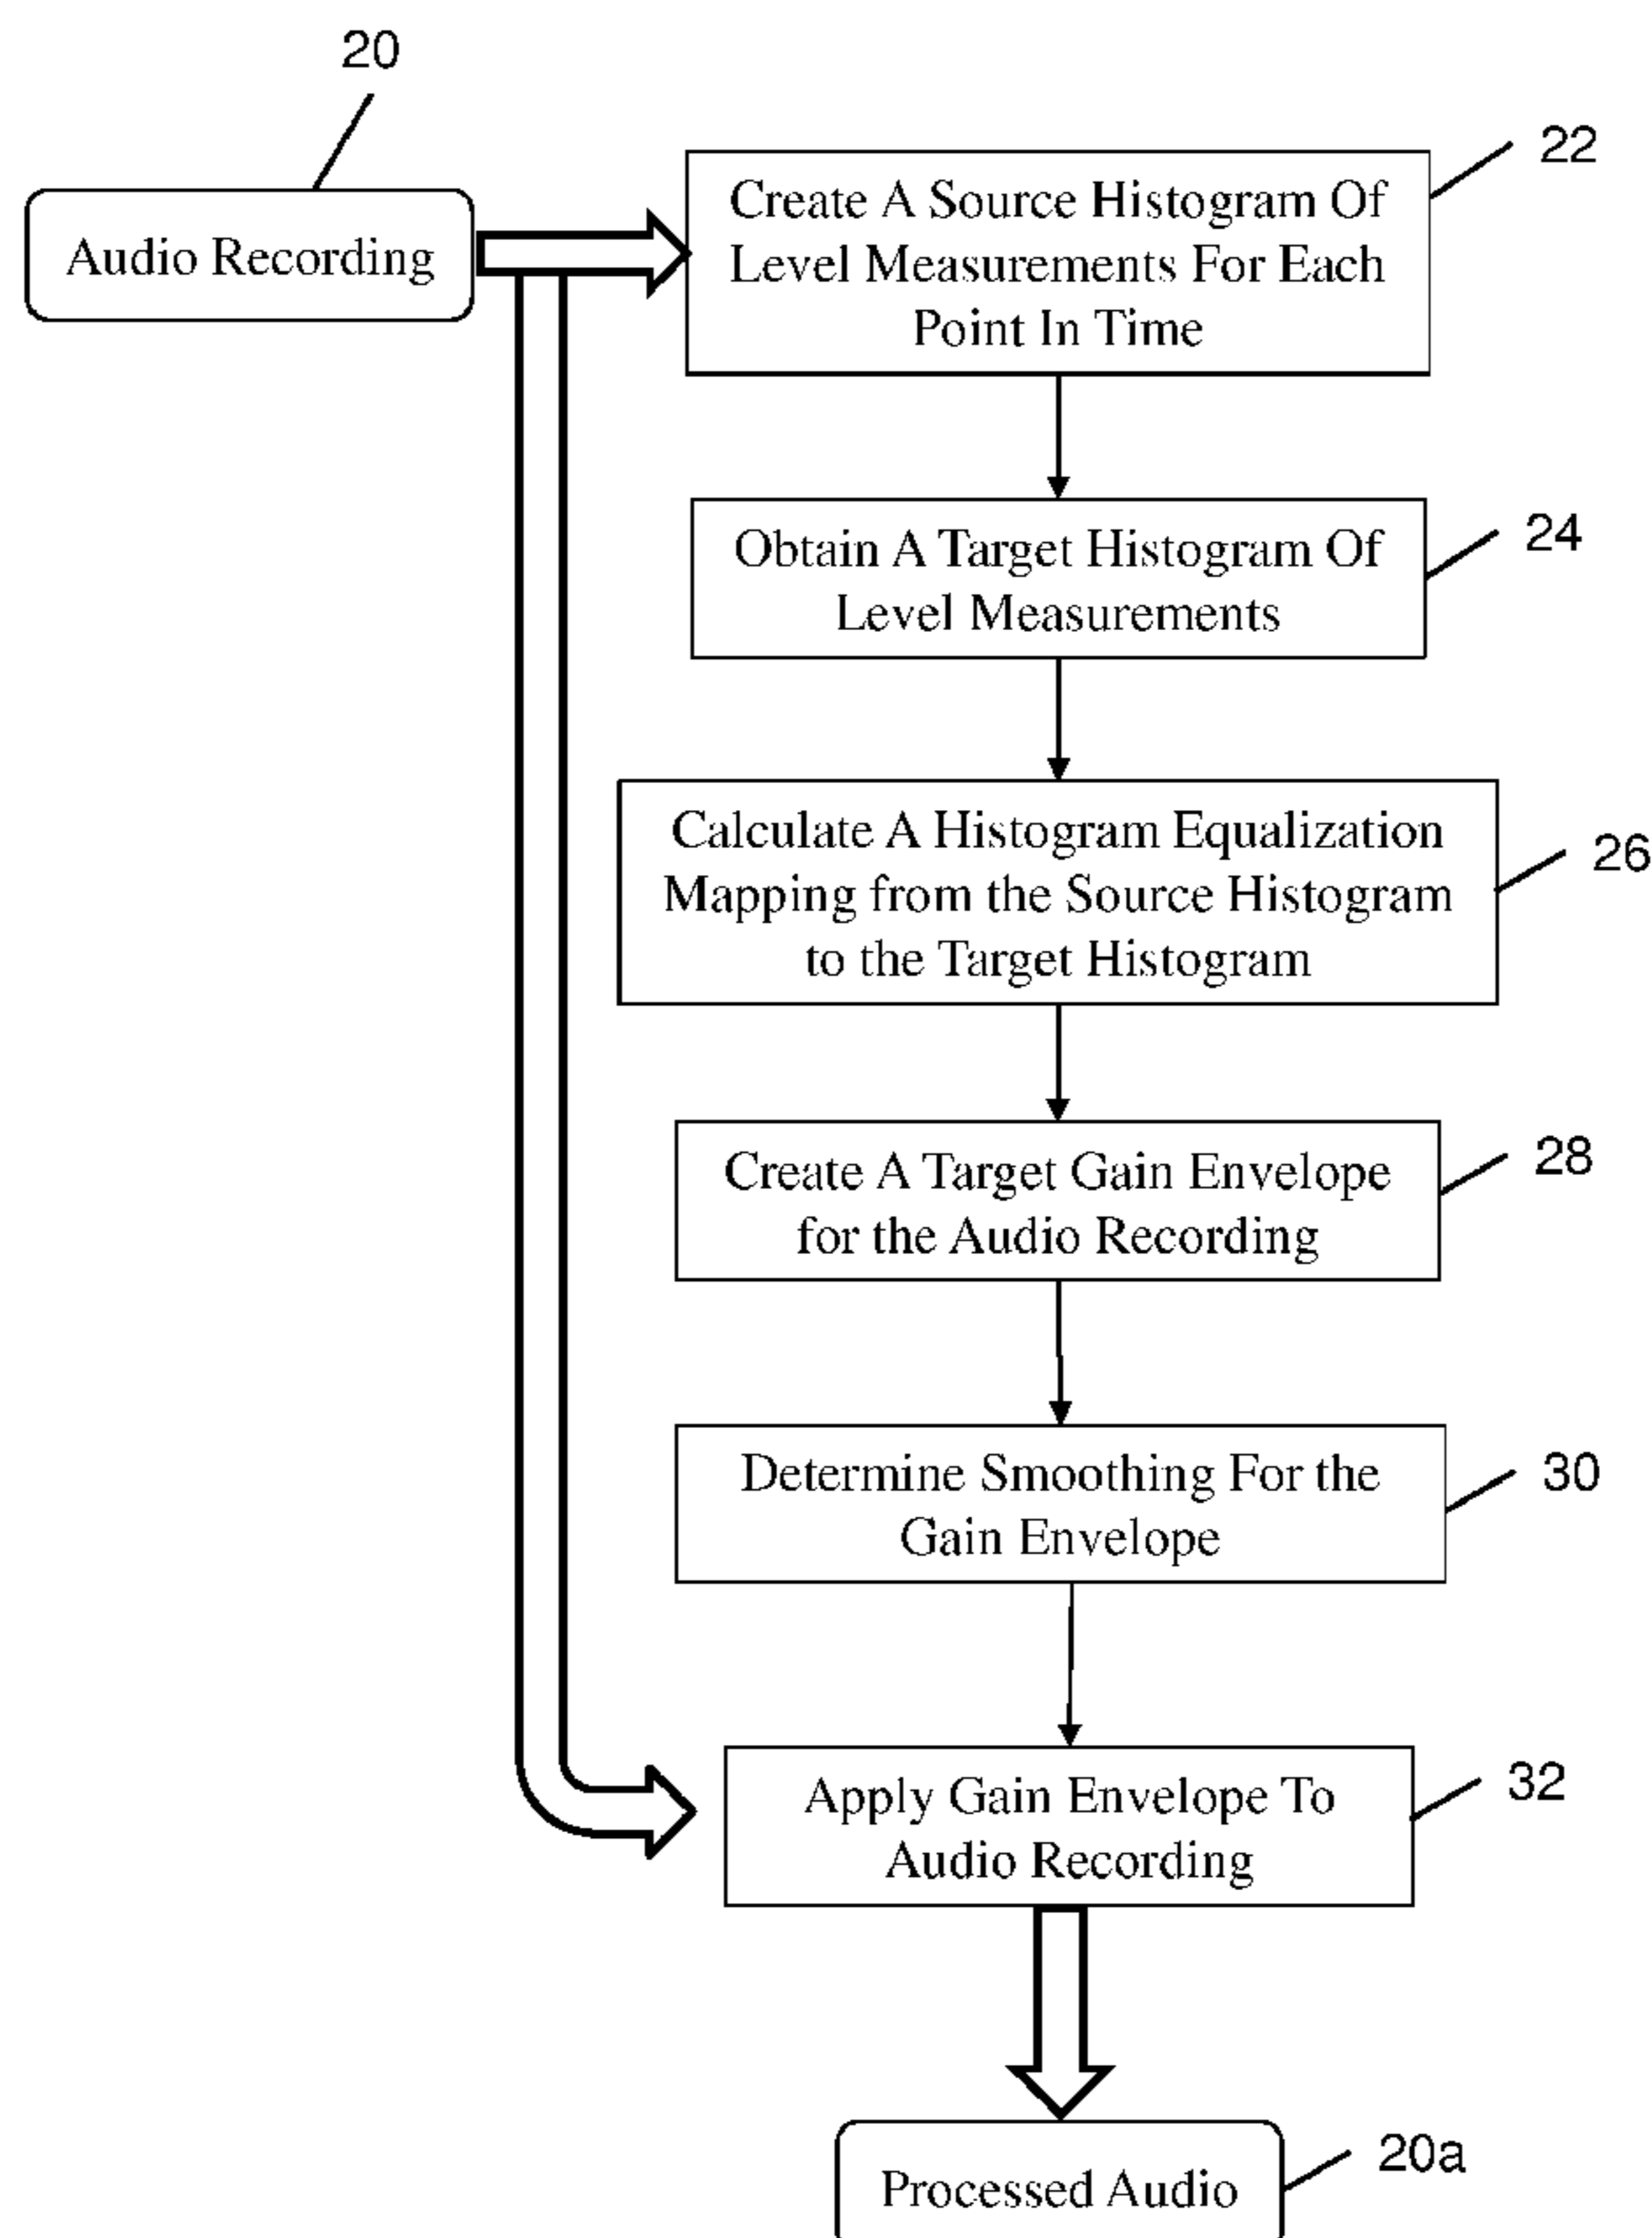 20
Audio Recording
22
Create A Source Histogram Of
Level Measurements For Each
Point In Time
24
Obtain A Target Histogram Of
Level Measurements
26
Calculate A Histogram Equalization
Mapping from the Source Histogram
to the Target Histogram
28
Create A Target Gain Envelope
for the Audio Recording
30
Determine Smoothing For the
Gain Envelope
32
Apply Gain Envelope To
Audio Recording
20a
Processed Audio